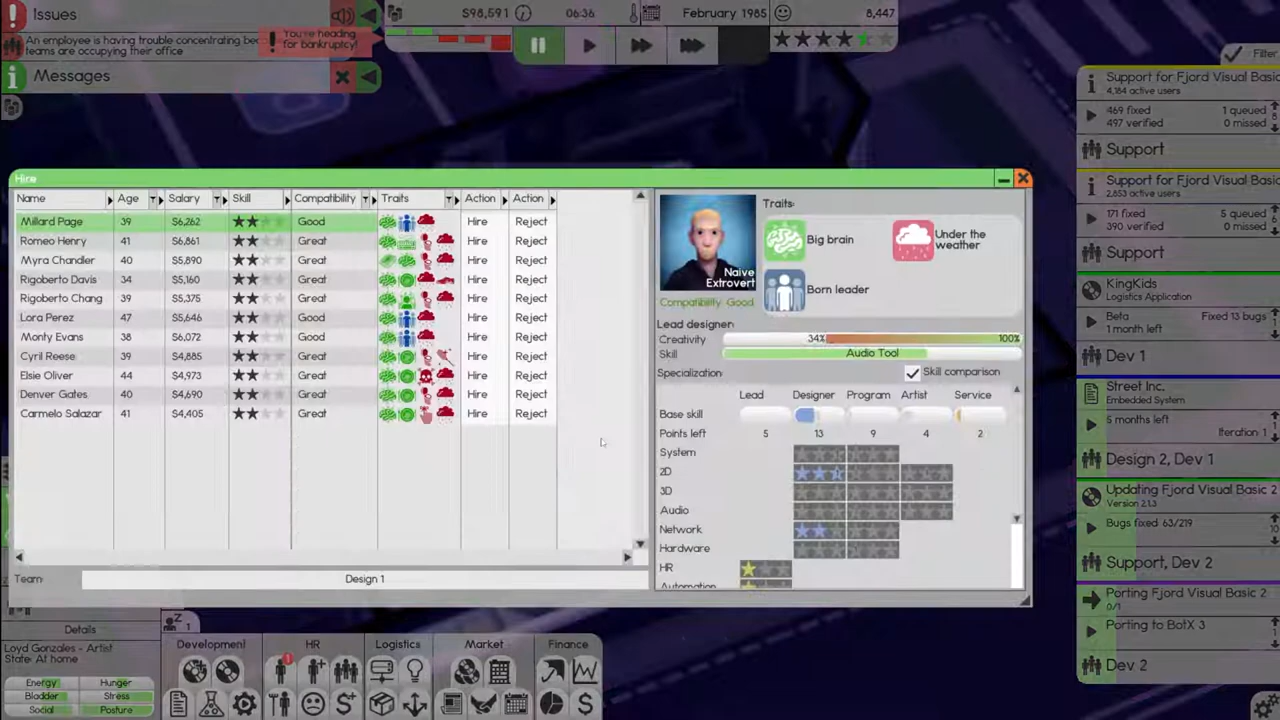 Issues
An employee is having trouble concentrating bec
teams are occupying their office
You're heading
for bankruptcy!
Messages
$98,591
06:36
February 1985
8,447
Filter
Support for Fjord Visual Basic
4,184 active users
469 fixed 1 queued
497 verified 0 missed
Support
Support for Fjord Visual Basic
2,653 active users
171 fixed 5 queued
390 verified 0 missed
Support
KingKids
Logistics Application
Beta Fixed 13 bugs
1 month left
Dev 1
Street Inc.
Embedded System
5 months left
Iteration 1
Design 2, Dev 1
Updating Fjord Visual Basic 2
Version 2.1.3
Bugs fixed 63/219
Support, Dev 2
Porting Fjord Visual Basic 2
0/1
Porting to BotX 3
Dev 2
Hire
Name Age Salary Skill Compatibility Traits Action Action
Millard Page 39 $6,262 Good Hire Reject
Romeo Henry 41 $6,861 Great Hire Reject
Myra Chandler 40 $5,890 Great Hire Reject
Rigoberto Davis 34 $5,160 Great Hire Reject
Rigoberto Chang 39 $5,375 Great Hire Reject
Lora Perez 47 $5,646 Good Hire Reject
Monty Evans 38 $6,072 Good Hire Reject
Cyril Reese 39 $4,885 Great Hire Reject
Elsie Oliver 44 $4,973 Great Hire Reject
Denver Gates 40 $4,690 Great Hire Reject
Carmelo Salazar 41 $4,405 Great Hire Reject
Team: Design 1
Naive
Extrovert
Compatibility: Good
Traits:
Big brain
Under the
weather
Born leader
Lead designer:
Creativity 34% 100%
Skill Audio Tool
Specialization: Skill comparison
Lead Designer Program Artist Service
Base skill
Points left 5 13 9 4 2
System
2D
3D
Audio
Network
Hardware
HR
Automation
Details
Loyd Gonzales - Artist
State: At home
Energy Hunger
Bladder Stress
Social Posture
Z
1
Development HR Logistics Market Finance
1